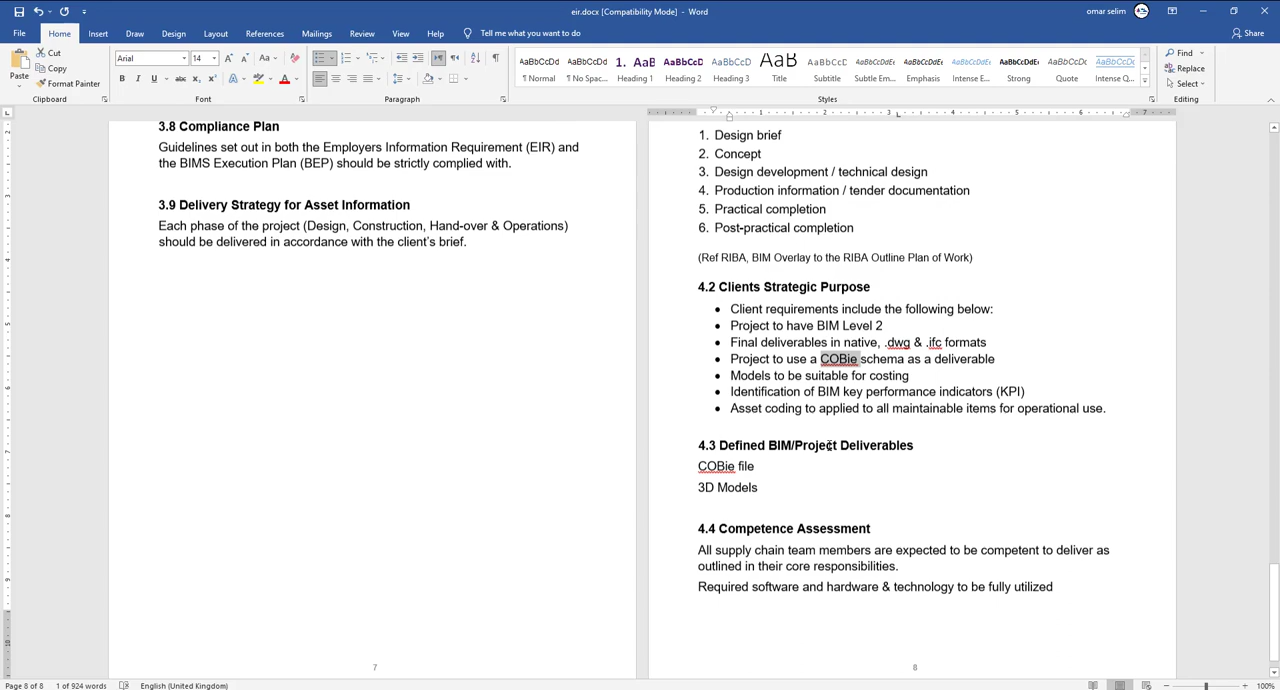 eir.docx [Compatibility Mode] - Word
omar selim
File Home Insert Draw Design Layout References Mailings Review View Help Tell me what you want to do
Share
Paste
Cut
Copy
Format Painter
Clipboard
Arial 14
Font
Paragraph
AaBbCcDd AaBbCcDd 1. AaB AaBbC AaBbCcD AaB AaBbCcD AaBbCcDdE AaBbCcDdE AaBbCcDdE AaBbCcDdE AaBbCcDdE AaBbCcDd
¶ Normal ¶ No Spac... Heading 1 Heading 2 Heading 3 Title Subtitle Subtle Em... Emphasis Intense E... Strong Quote Intense Q...
Styles
Find
Replace
Select
Editing
3.8 Compliance Plan
Guidelines set out in both the Employers Information Requirement (EIR) and
the BIMS Execution Plan (BEP) should be strictly complied with.
3.9 Delivery Strategy for Asset Information
Each phase of the project (Design, Construction, Hand-over & Operations)
should be delivered in accordance with the client's brief.
7
1. Design brief
2. Concept
3. Design development / technical design
4. Production information / tender documentation
5. Practical completion
6. Post-practical completion
(Ref RIBA, BIM Overlay to the RIBA Outline Plan of Work)
4.2 Clients Strategic Purpose
• Client requirements include the following below:
• Project to have BIM Level 2
• Final deliverables in native, .dwg & .ifc formats
• Project to use a COBie schema as a deliverable
• Models to be suitable for costing
• Identification of BIM key performance indicators (KPI)
• Asset coding to applied to all maintainable items for operational use.
4.3 Defined BIM/Project Deliverables
COBie file
3D Models
4.4 Competence Assessment
All supply chain team members are expected to be competent to deliver as
outlined in their core responsibilities.
Required software and hardware & technology to be fully utilized
8
Page 8 of 8 1 of 924 words English (United Kingdom)
100%